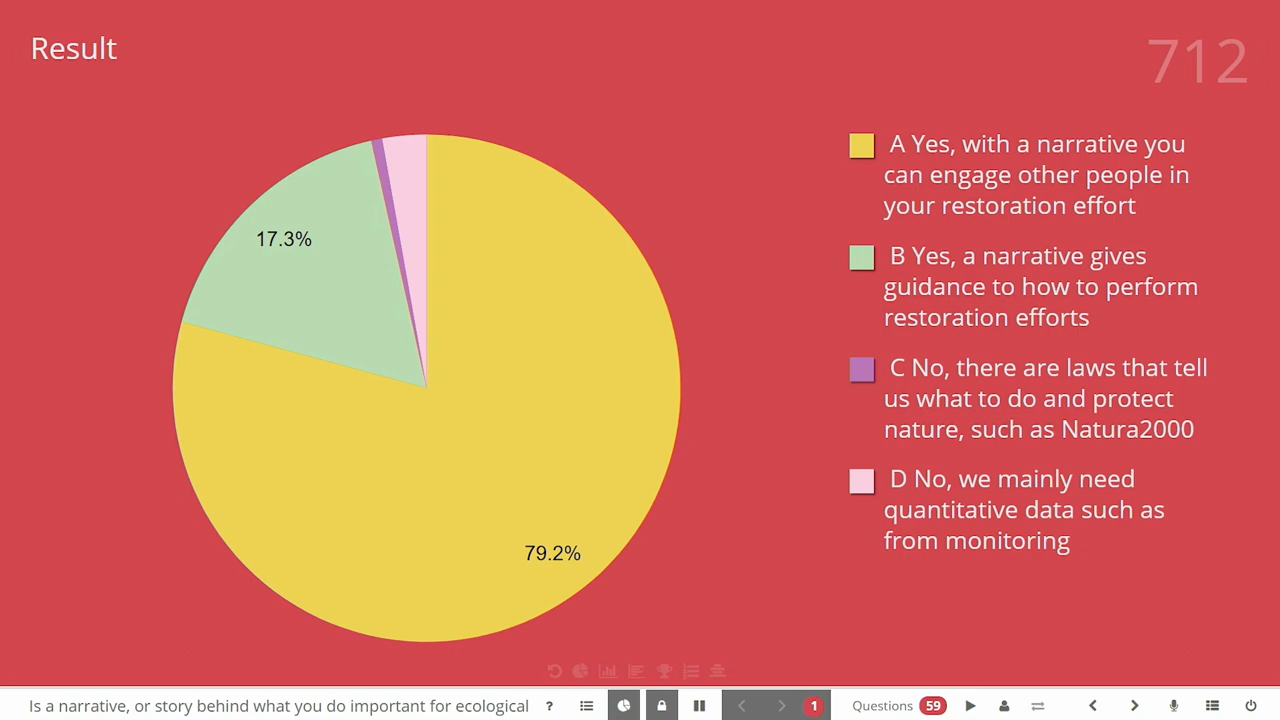 Result
712
17.3%
79.2%
A Yes, with a narrative you
can engage other people in
your restoration effort
B Yes, a narrative gives
guidance to how to perform
restoration efforts
C No, there are laws that tell
us what to do and protect
nature, such as Natura2000
D No, we mainly need
quantitative data such as
from monitoring
Is a narrative, or story behind what you do important for ecological ? 1 Questions 59